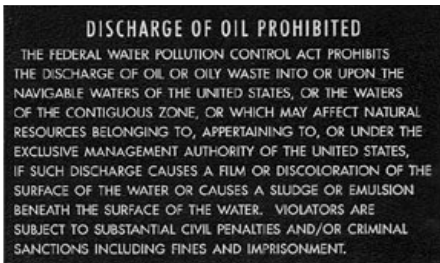 DISCHARGE OF OIL PROHIBITED
THE FEDERAL WATER POLLUTION CONTROL ACT PROHIBITS
THE DISCHARGE OF OIL OR OILY WASTE INTO OR UPON THE
NAVIGABLE WATERS OF THE UNITED STATES, OR THE WATERS
OF THE CONTIGUOUS ZONE, OR WHICH MAY AFFECT NATURAL
RESOURCES BELONGING TO, APPERTAINING TO, OR UNDER THE
EXCLUSIVE MANAGEMENT AUTHORITY OF THE UNITED STATES,
IF SUCH DISCHARGE CAUSES A FILM OR DISCOLORATION OF THE
SURFACE OF THE WATER OR CAUSES A SLUDGE OR EMULSION
BENEATH THE SURFACE OF THE WATER. VIOLATORS ARE
SUBJECT TO SUBSTANTIAL CIVIL PENALTIES AND/OR CRIMINAL
SANCTIONS INCLUDING FINES AND IMPRISONMENT.